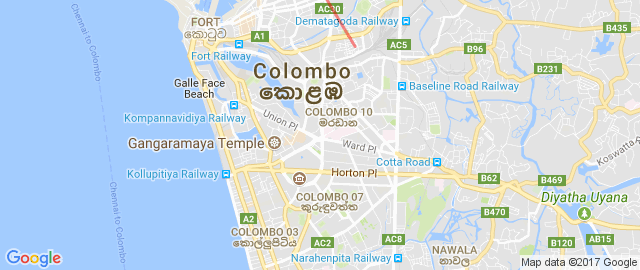 AC30
Dematagoda Railway
B435
FORT
කොටුව
A1
AC5
B96
Fort Railway
Colombo
කොළඹ
B231
Galle Face
Beach
Baseline Road Railway
COLOMBO 10
මරදාන
Kompannavidiya Railway
Union Pl
Gangaramaya Temple
Ward Pl
Cotta Road
Koswatta
Kollupitiya Railway
Horton Pl
B62
B469
Diyatha Uyana
COLOMBO 07
කුරුඳුවත්ත
A2
B470
COLOMBO 03
කොල්ලුපිටිය
AC2
AC8
NAWALA
නාවල
B120
B15
Narahenpita Railway
Chennai to Colombo
Chennai to Colombo
Google
Map data ©2017 Google